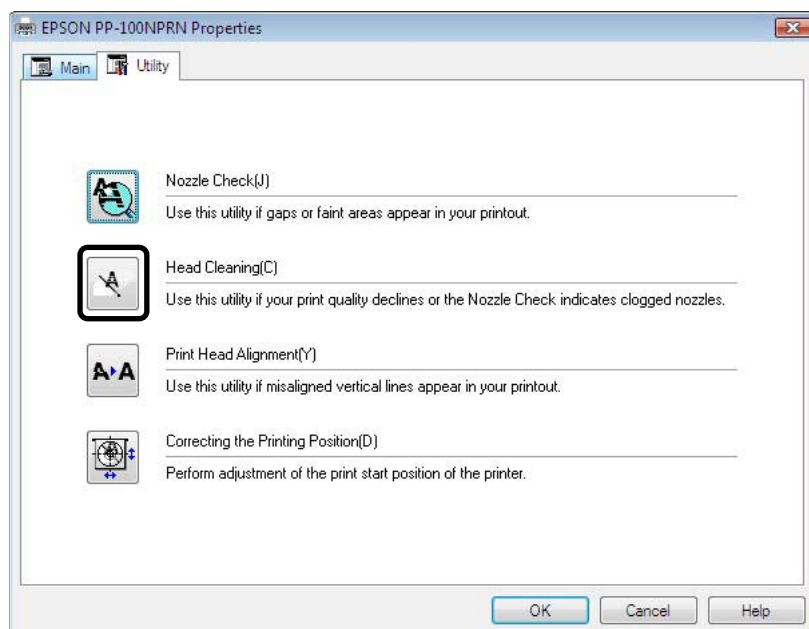 EPSON PP-100NPRN Properties
Main Utility
Nozzle Check(J)
Use this utility if gaps or faint areas appear in your printout.
Head Cleaning(C)
Use this utility if your print quality declines or the Nozzle Check indicates clogged nozzles.
Print Head Alignment(Y)
Use this utility if misaligned vertical lines appear in your printout.
Correcting the Printing Position(D)
Perform adjustment of the print start position of the printer.
OK Cancel Help